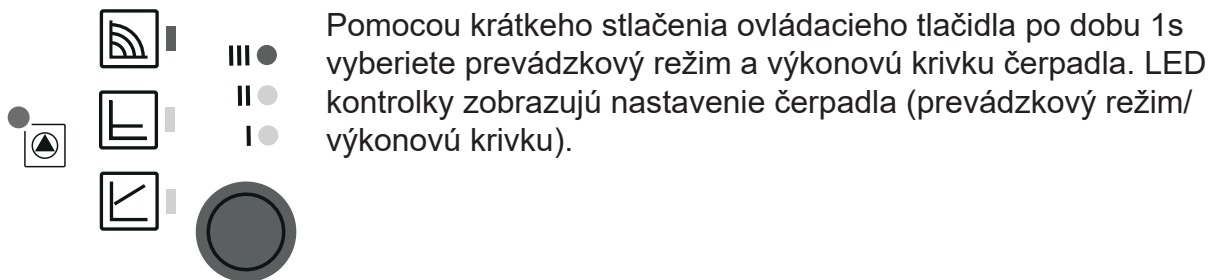 III
II
I
Pomocou krátkeho stlačenia ovládacieho tlačidla po dobu 1s
vyberiete prevádzkový režim a výkonovú krivku čerpadla. LED
kontrolky zobrazujú nastavenie čerpadla (prevádzkový režim/
výkonovú krivku).